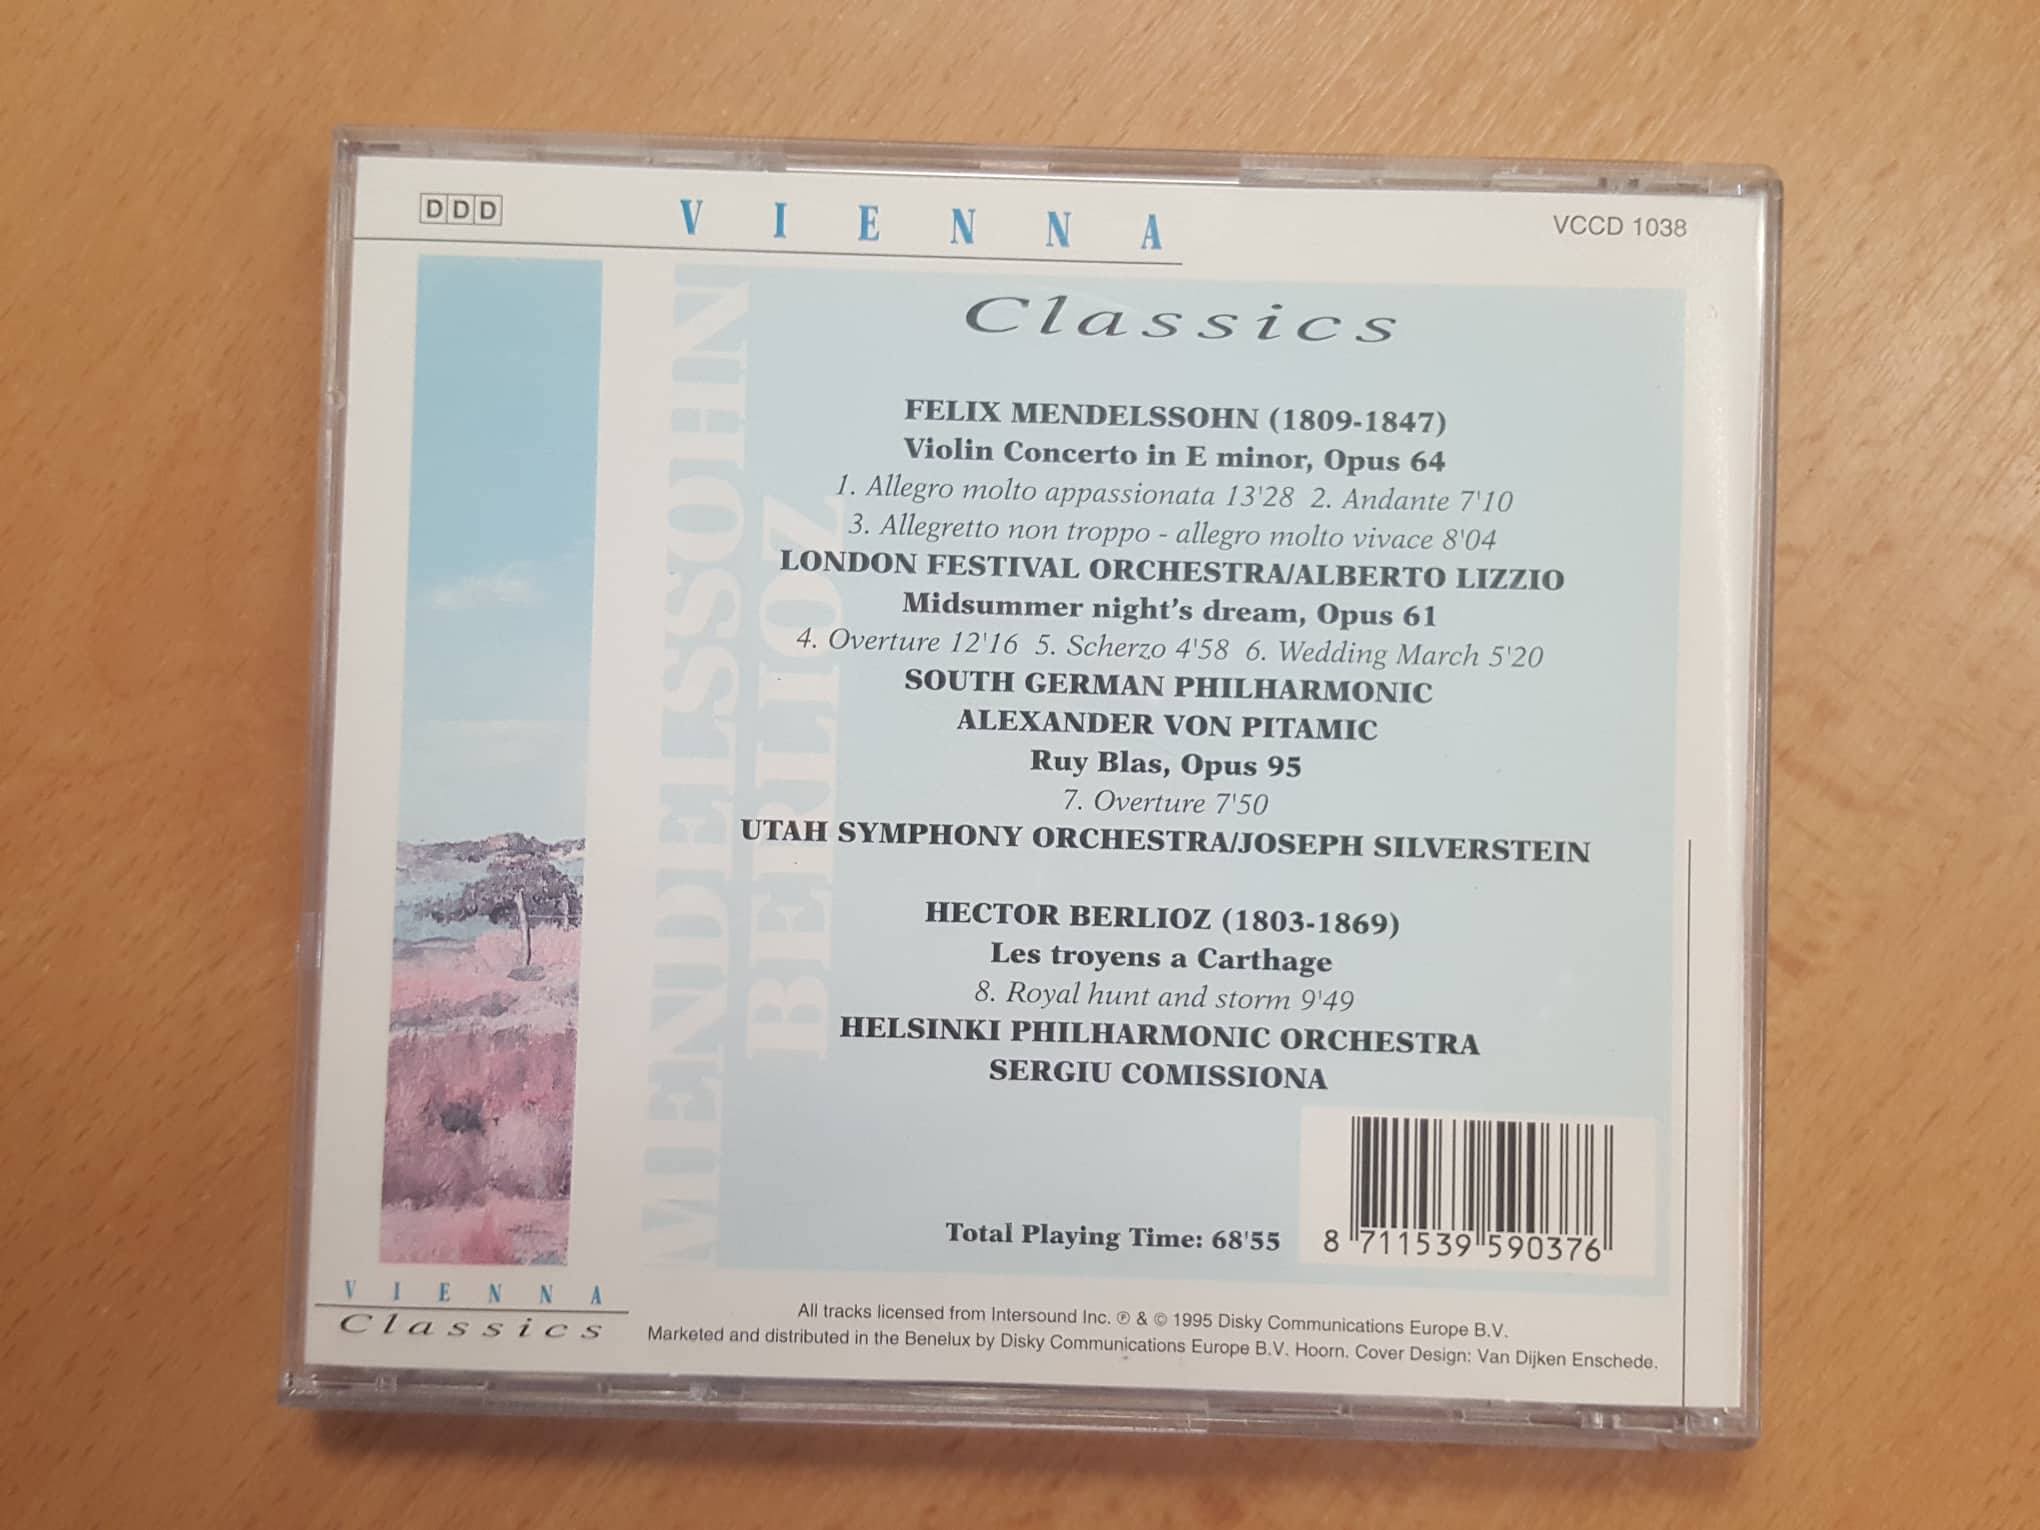 DDD
VIENNA
VCCD 1038
Classics
MENDELSSOHN
BERLIOZ
FELIX MENDELSSOHN (1809-1847)
Violin Concerto in E minor, Opus 64
1. Allegro molto appassionata 13'28 2. Andante 7'10
3. Allegretto non troppo - allegro molto vivace 8'04
LONDON FESTIVAL ORCHESTRA/ALBERTO LIZZIO
Midsummer night's dream, Opus 61
4. Overture 12'16 5. Scherzo 4'58 6. Wedding March 5'20
SOUTH GERMAN PHILHARMONIC
ALEXANDER VON PITAMIC
Ruy Blas, Opus 95
7. Overture 7'50
UTAH SYMPHONY ORCHESTRA/JOSEPH SILVERSTEIN
HECTOR BERLIOZ (1803-1869)
Les troyens a Carthage
8. Royal hunt and storm 9'49
HELSINKI PHILHARMONIC ORCHESTRA
SERGIU COMISSIONA
Total Playing Time: 68'55
8 711539 590376
VIENNA
Classics
All tracks licensed from Intersound Inc. ℗ & © 1995 Disky Communications Europe B.V.
Marketed and distributed in the Benelux by Disky Communications Europe B.V. Hoorn. Cover Design: Van Dijken Enschede.